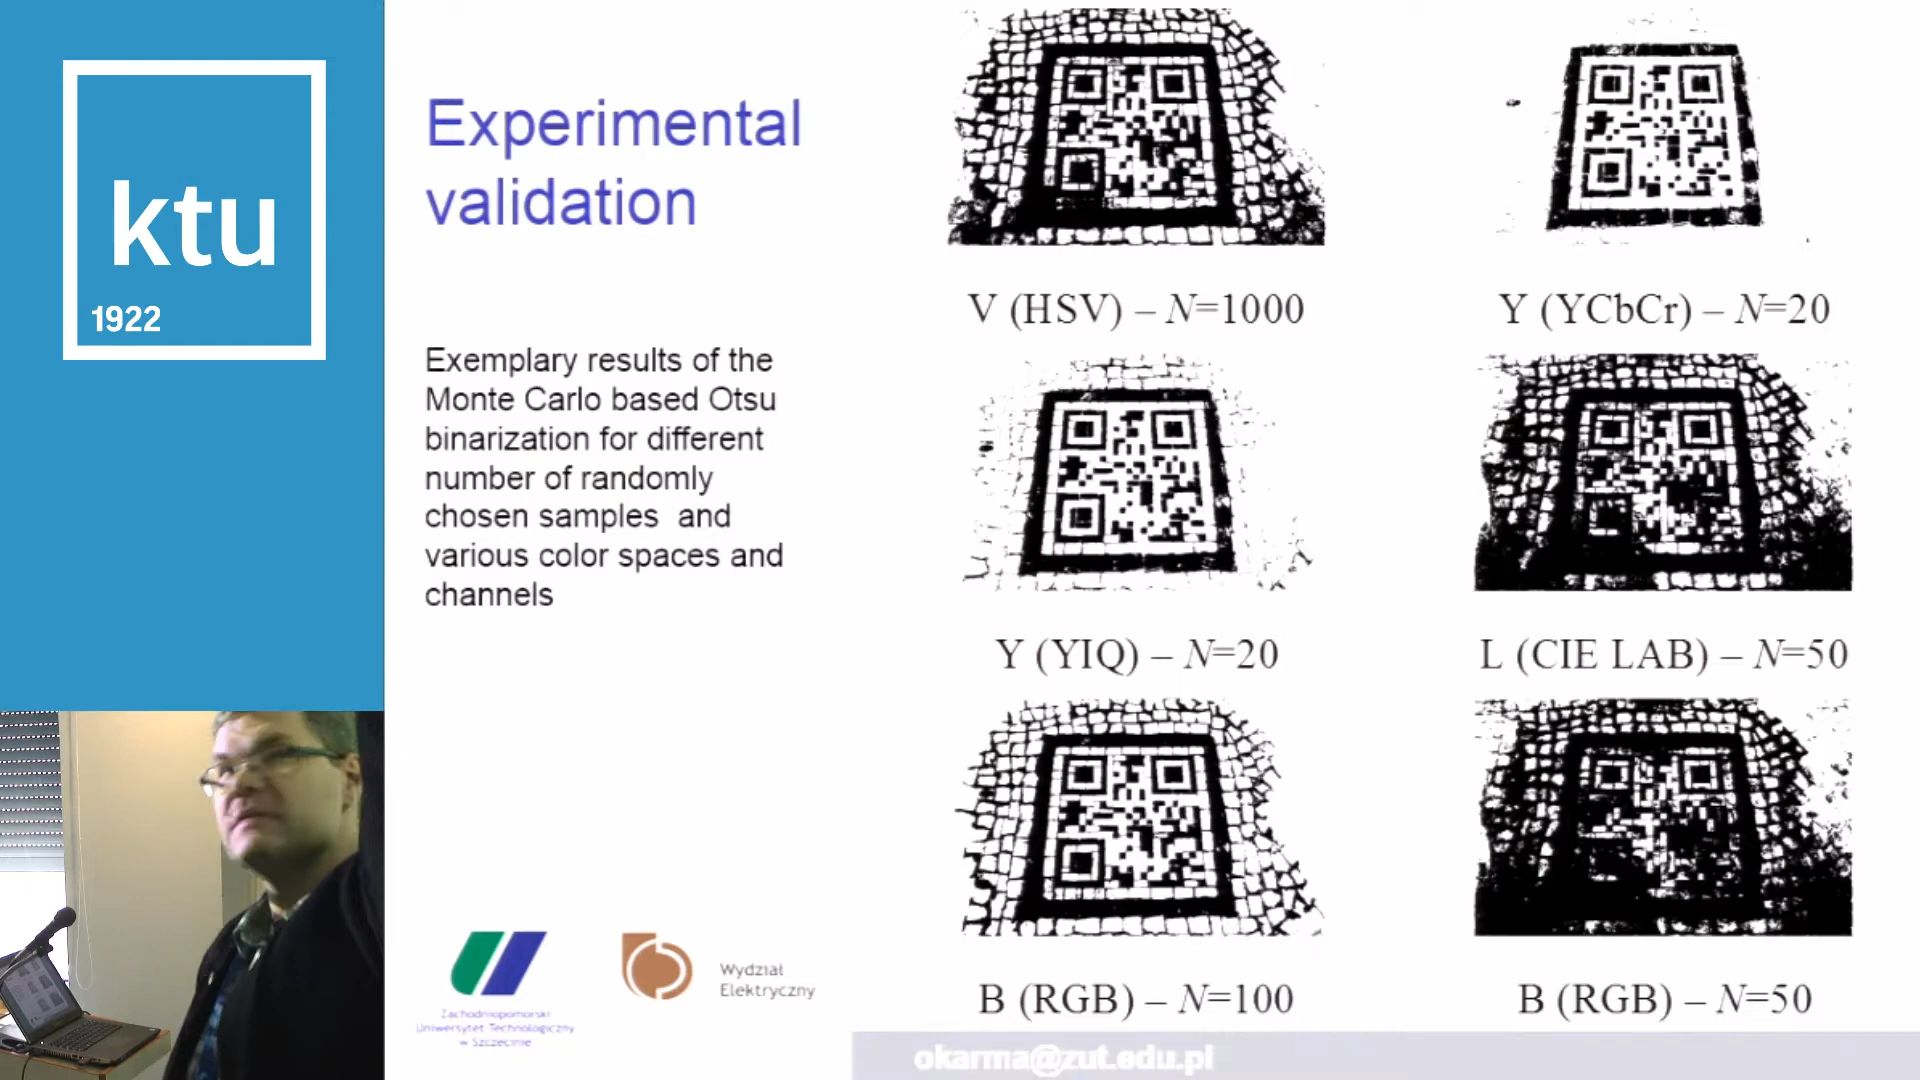 ktu
1922
Experimental
validation
Exemplary results of the
Monte Carlo based Otsu
binarization for different
number of randomly
chosen samples and
various color spaces and
channels
V (HSV) – N=1000
Y (YCbCr) – N=20
Y (YIQ) – N=20
L (CIE LAB) – N=50
B (RGB) – N=100
B (RGB) – N=50
Zachodniopomorski
Uniwersytet Technologiczny
w Szczecinie
Wydział
Elektryczny
okarma@zut.edu.pl